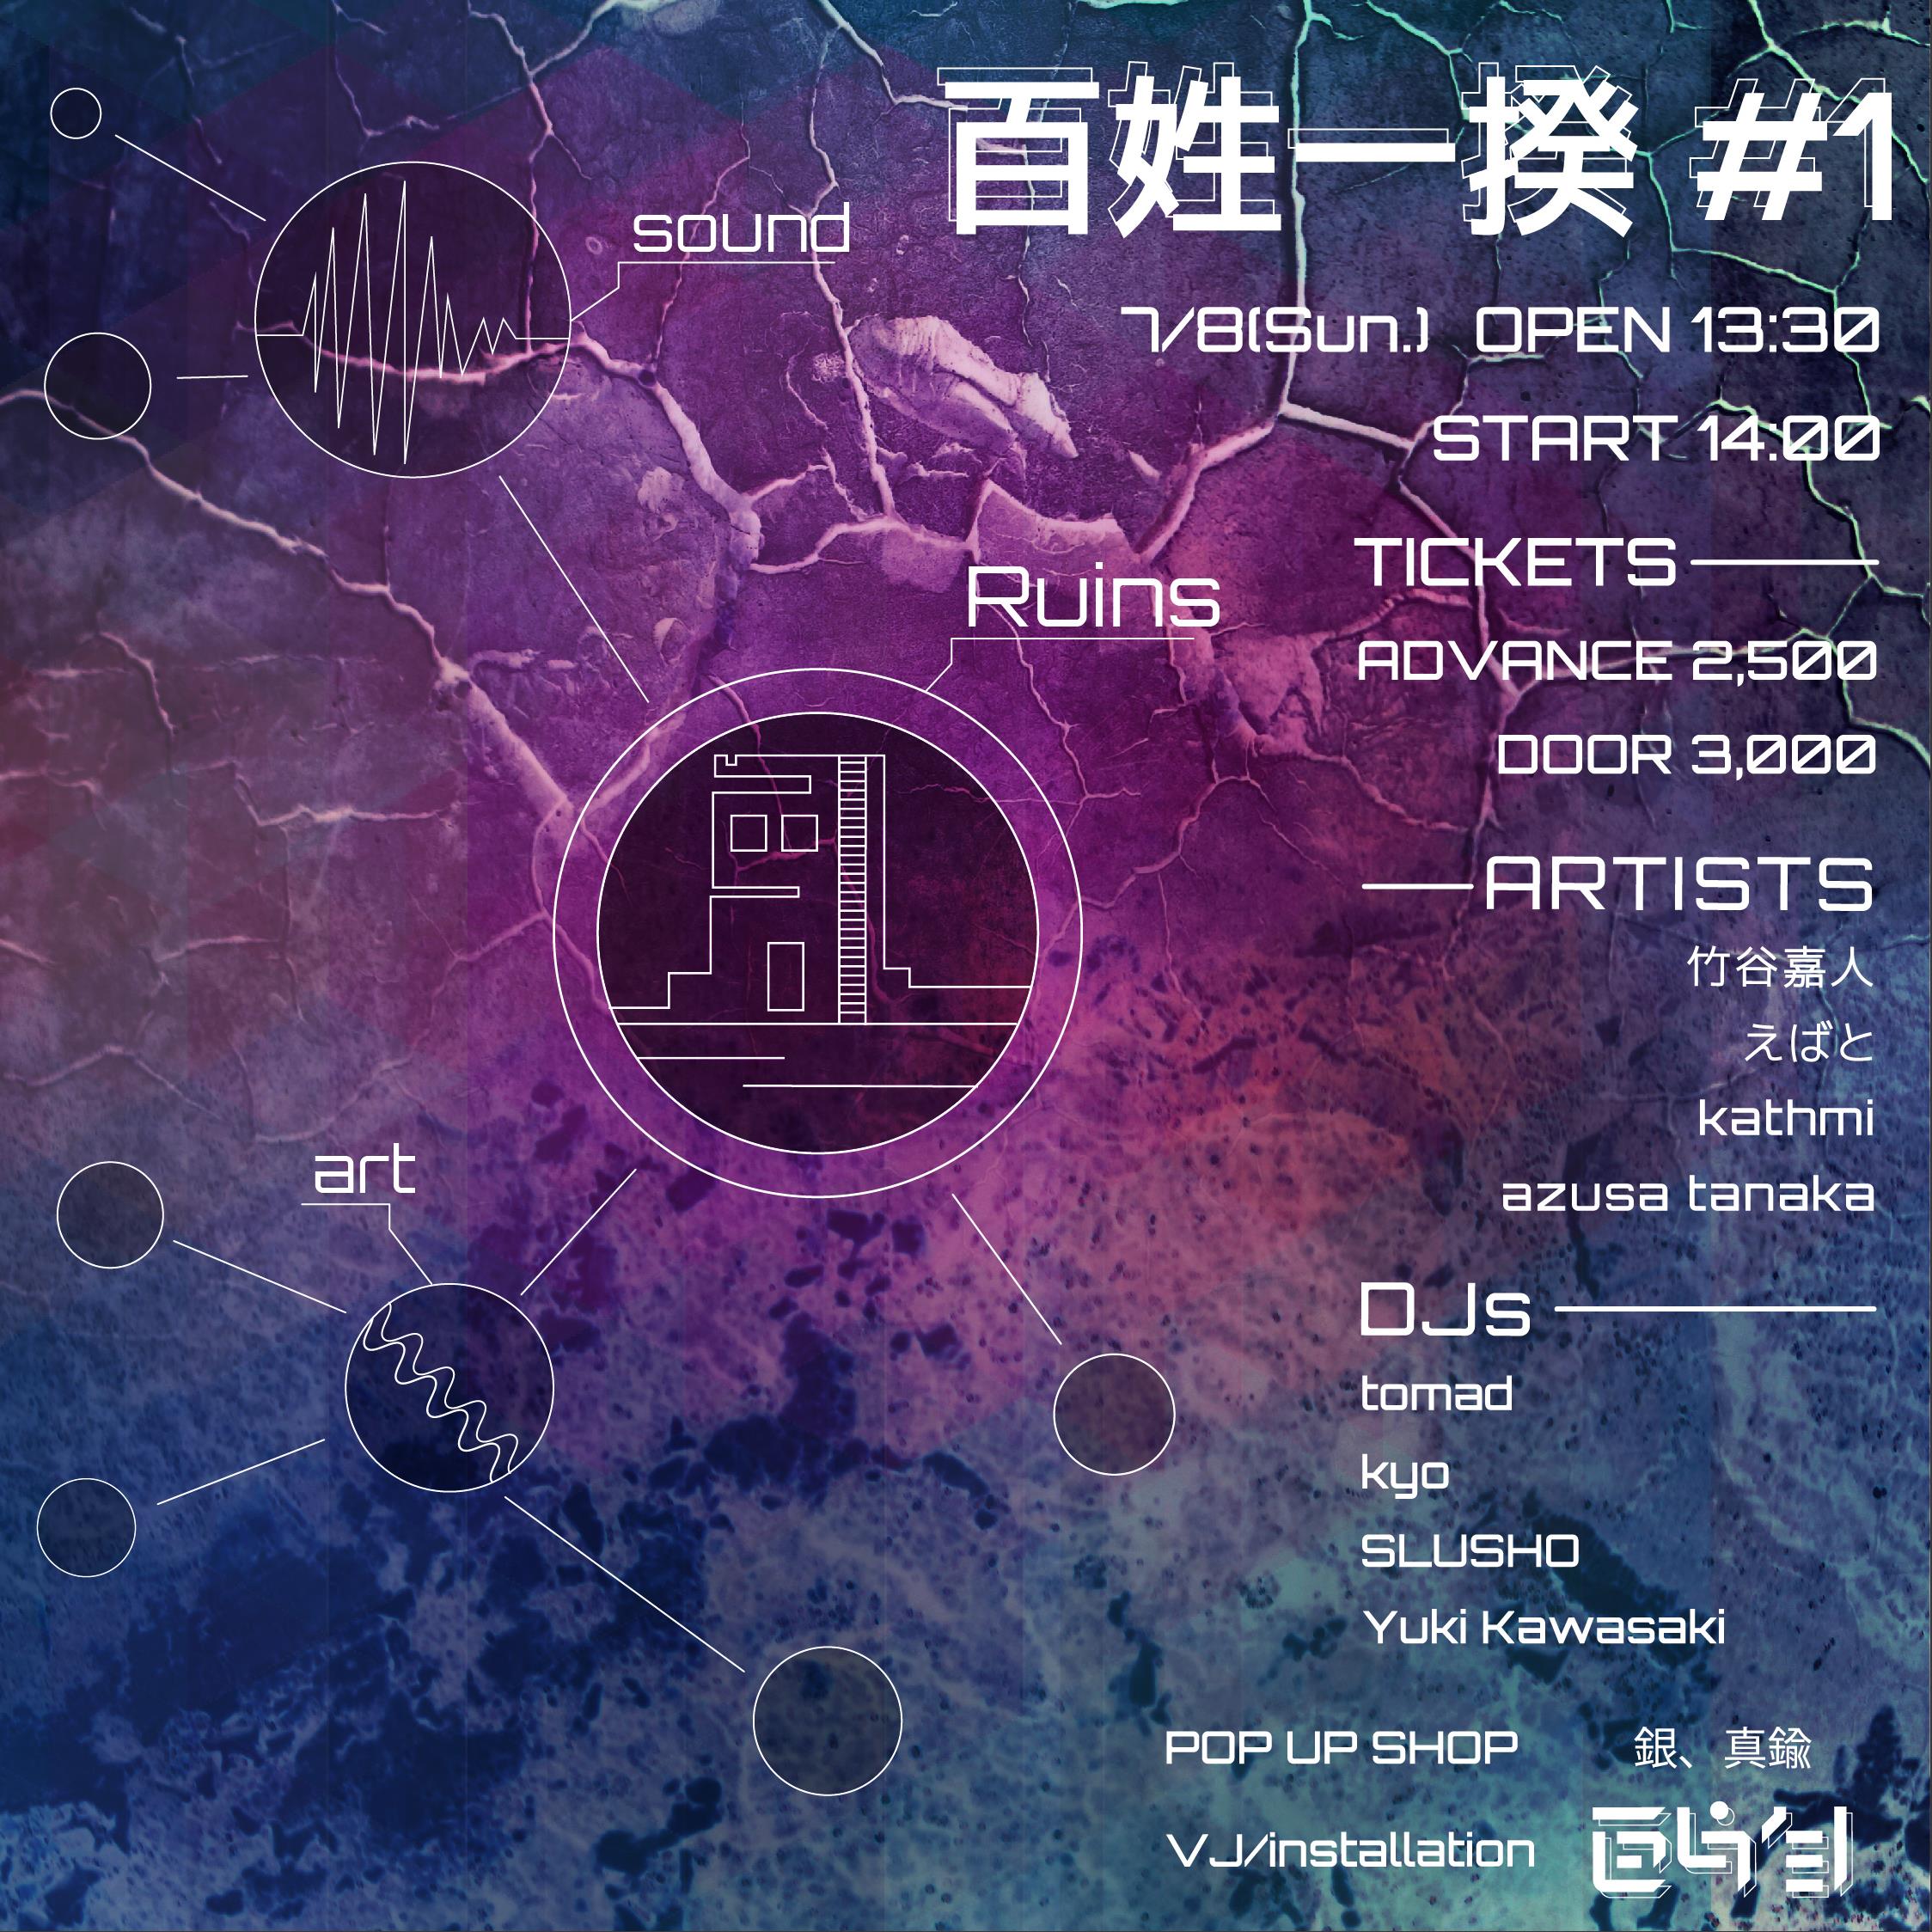 百姓一揆 #1
7/8(Sun.) OPEN 13:30
START 14:00
sound
Ruins
art
TICKETS
ADVANCE 2,500
DOOR 3,000
ARTISTS
竹谷嘉人
えばと
kathmi
azusa tanaka
DJs
tomad
kyo
SLUSHO
Yuki Kawasaki
POP UP SHOP 銀、真鍮
VJ/installation